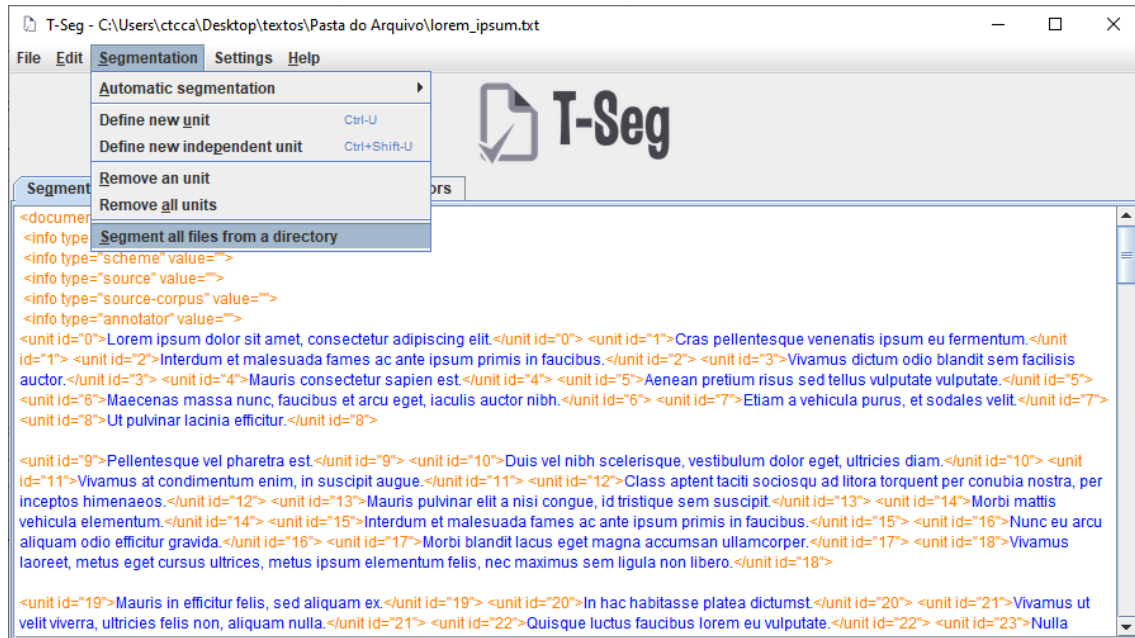 T-Seg - C:\Users\ctcca\Desktop\textos\Pasta do Arquivo\lorem_ipsum.txt
File Edit Segmentation Settings Help
Automatic segmentation
Define new unit Ctrl-U
Define new independent unit Ctrl+Shift-U
Remove an unit
Remove all units
Segment all files from a directory
T-Seg
Segment ors
<documen
<info type
<info type="scheme" value="">
<info type="source" value="">
<info type="source-corpus" value="">
<info type="annotator" value="">
<unit id="0">Lorem ipsum dolor sit amet, consectetur adipiscing elit.</unit id="0"> <unit id="1">Cras pellentesque venenatis ipsum eu fermentum.</unit
id="1"> <unit id="2">Interdum et malesuada fames ac ante ipsum primis in faucibus.</unit id="2"> <unit id="3">Vivamus dictum odio blandit sem facilisis
auctor.</unit id="3"> <unit id="4">Mauris consectetur sapien est.</unit id="4"> <unit id="5">Aenean pretium risus sed tellus vulputate vulputate.</unit id="5">
<unit id="6">Maecenas massa nunc, faucibus et arcu eget, iaculis auctor nibh.</unit id="6"> <unit id="7">Etiam a vehicula purus, et sodales velit.</unit id="7">
<unit id="8">Ut pulvinar lacinia efficitur.</unit id="8">
<unit id="9">Pellentesque vel pharetra est.</unit id="9"> <unit id="10">Duis vel nibh scelerisque, vestibulum dolor eget, ultricies diam.</unit id="10"> <unit
id="11">Vivamus at condimentum enim, in suscipit augue.</unit id="11"> <unit id="12">Class aptent taciti sociosqu ad litora torquent per conubia nostra, per
inceptos himenaeos.</unit id="12"> <unit id="13">Mauris pulvinar elit a nisi congue, id tristique sem suscipit.</unit id="13"> <unit id="14">Morbi mattis
vehicula elementum.</unit id="14"> <unit id="15">Interdum et malesuada fames ac ante ipsum primis in faucibus.</unit id="15"> <unit id="16">Nunc eu arcu
aliquam odio efficitur gravida.</unit id="16"> <unit id="17">Morbi blandit lacus eget magna accumsan ullamcorper.</unit id="17"> <unit id="18">Vivamus
laoreet, metus eget cursus ultrices, metus ipsum elementum felis, nec maximus sem ligula non libero.</unit id="18">
<unit id="19">Mauris in efficitur felis, sed aliquam ex.</unit id="19"> <unit id="20">In hac habitasse platea dictumst.</unit id="20"> <unit id="21">Vivamus ut
velit viverra, ultricies felis non, aliquam nulla.</unit id="21"> <unit id="22">Quisque luctus faucibus lorem eu vulputate.</unit id="22"> <unit id="23">Nulla